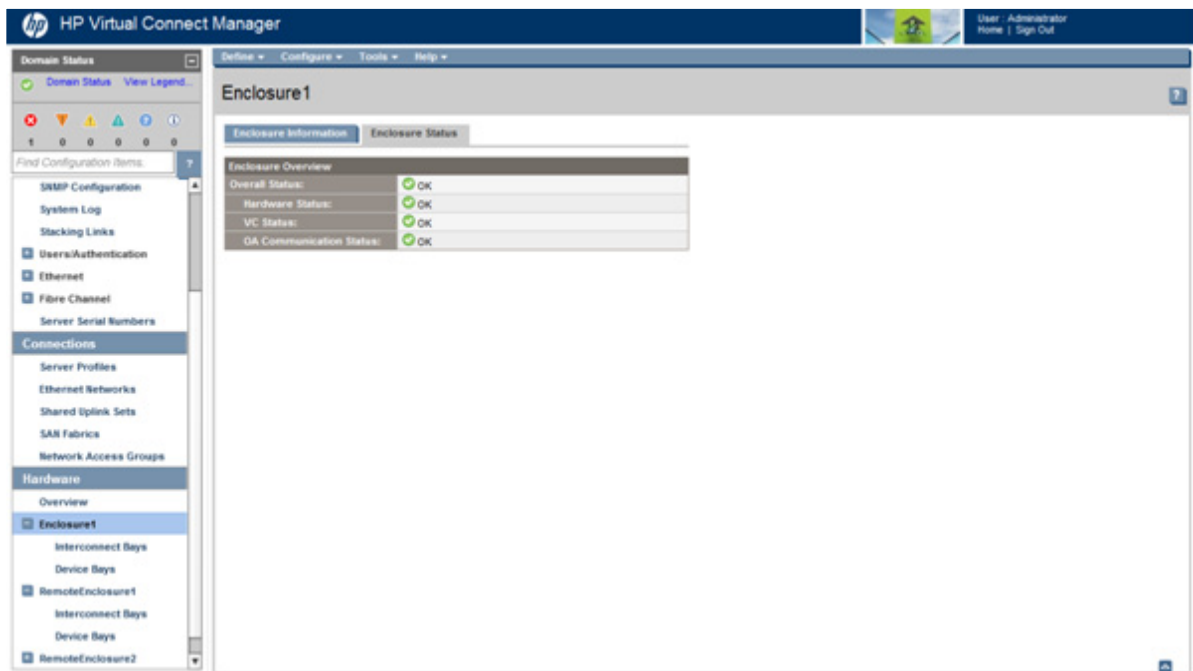 hp HP Virtual Connect Manager
User : Administrator
Home | Sign Out
Domain Status
Domain Status View Legend...
1 0 0 0 0 0
Find Configuration Items.
?
SNMP Configuration
System Log
Stacking Links
Users/Authentication
Ethernet
Fibre Channel
Server Serial Numbers
Connections
Server Profiles
Ethernet Networks
Shared Uplink Sets
SAN Fabrics
Network Access Groups
Hardware
Overview
Enclosure1
Interconnect Bays
Device Bays
RemoteEnclosure1
Interconnect Bays
Device Bays
RemoteEnclosure2
Define Configure Tools Help
Enclosure1
?
Enclosure Information Enclosure Status
Enclosure Overview
Overall Status: OK
Hardware Status: OK
VC Status: OK
OA Communication Status: OK